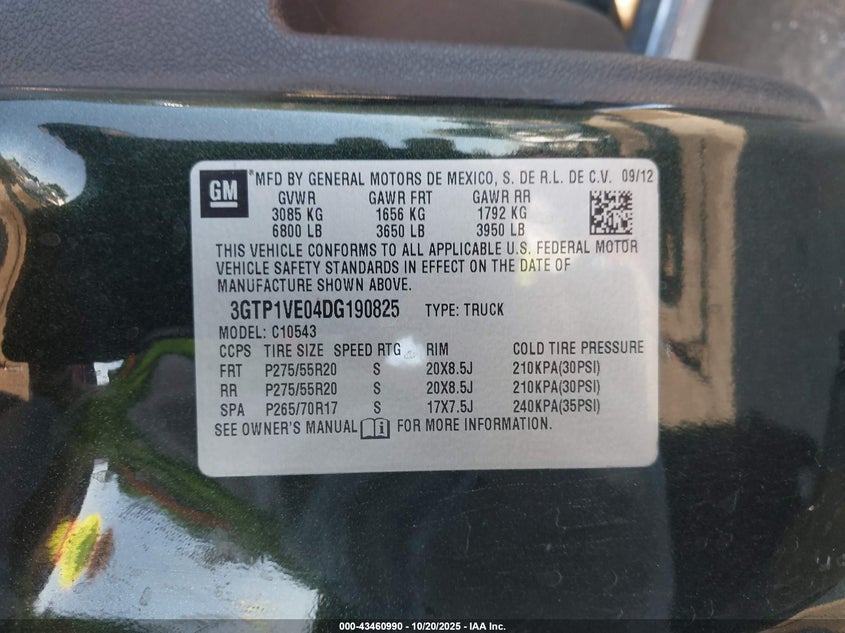 GM ®MFD BY GENERAL MOTORS DE MEXICO, S. DE R.L. DE C.V. 09/12
GVWR GAWR FRT GAWR RR
3085 KG 1656 KG 1792 KG
6800 LB 3650 LB 3950 LB
THIS VEHICLE CONFORMS TO ALL APPLICABLE U.S. FEDERAL MOTOR
VEHICLE SAFETY STANDARDS IN EFFECT ON THE DATE OF
MANUFACTURE SHOWN ABOVE.
3GTP1VE04DG190825 TYPE: TRUCK
MODEL: C10543
CCPS TIRE SIZE SPEED RTG RIM COLD TIRE PRESSURE
FRT P275/55R20 S 20X8.5J 210KPA(30PSI)
RR P275/55R20 S 20X8.5J 210KPA(30PSI)
SPA P265/70R17 S 17X7.5J 240KPA(35PSI)
SEE OWNER'S MANUAL FOR MORE INFORMATION.
000-43460990 - 10/20/2025 - IAA Inc.